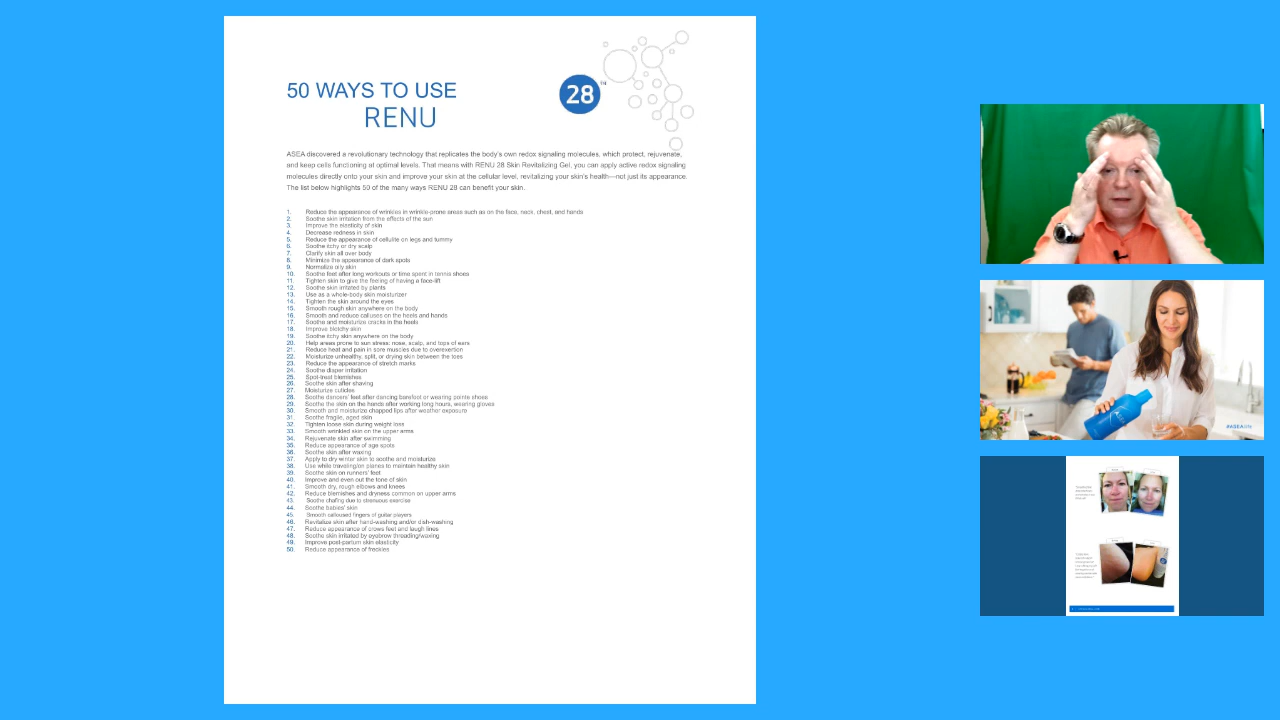 50 WAYS TO USE
RENU
28
TM
ASEA discovered a revolutionary technology that replicates the body's own redox signaling molecules, which protect, rejuvenate,
and keep cells functioning at optimal levels. That means with RENU 28 Skin Revitalizing Gel, you can apply active redox signaling
molecules directly onto your skin and improve your skin at the cellular level, revitalizing your skin's health—not just its appearance.
The list below highlights 50 of the many ways RENU 28 can benefit your skin.
1. Reduce the appearance of wrinkles in wrinkle-prone areas such as on the face, neck, chest, and hands
2. Soothe skin irritation from the effects of the sun
3. Improve the elasticity of skin
4. Decrease redness in skin
5. Reduce the appearance of cellulite on legs and tummy
6. Soothe itchy or dry scalp
7. Clarify skin all over body
8. Minimize the appearance of dark spots
9. Normalize oily skin
10. Soothe feet after long workouts or time spent in tennis shoes
11. Tighten skin to give the feeling of having a face-lift
12. Soothe skin irritated by plants
13. Use as a whole-body skin moisturizer
14. Tighten the skin around the eyes
15. Smooth rough skin anywhere on the body
16. Smooth and reduce calluses on the heels and hands
17. Soothe and moisturize cracks in the heels
18. Improve blotchy skin
19. Soothe itchy skin anywhere on the body
20. Help areas prone to sun stress: nose, scalp, and tops of ears
21. Reduce heat and pain in sore muscles due to overexertion
22. Moisturize unhealthy, split, or drying skin between the toes
23. Reduce the appearance of stretch marks
24. Soothe diaper irritation
25. Spot-treat blemishes
26. Soothe skin after shaving
27. Moisturize cuticles
28. Soothe dancers' feet after dancing barefoot or wearing pointe shoes
29. Soothe the skin on the hands after working long hours, wearing gloves
30. Smooth and moisturize chapped lips after weather exposure
31. Soothe fragile, aged skin
32. Tighten loose skin during weight loss
33. Smooth wrinkled skin on the upper arms
34. Rejuvenate skin after swimming
35. Reduce appearance of age spots
36. Soothe skin after waxing
37. Apply to dry winter skin to soothe and moisturize
38. Use while traveling/on planes to maintain healthy skin
39. Soothe skin on runners' feet
40. Improve and even out the tone of skin
41. Smooth dry, rough elbows and knees
42. Reduce blemishes and dryness common on upper arms
43. Soothe chafing due to strenuous exercise
44. Soothe babies' skin
45. Smooth calloused fingers of guitar players
46. Revitalize skin after hand-washing and/or dish-washing
47. Reduce appearance of crows feet and laugh lines
48. Soothe skin irritated by eyebrow threading/waxing
49. Improve post-partum skin elasticity
50. Reduce appearance of freckles
ASEA
#ASEAlife